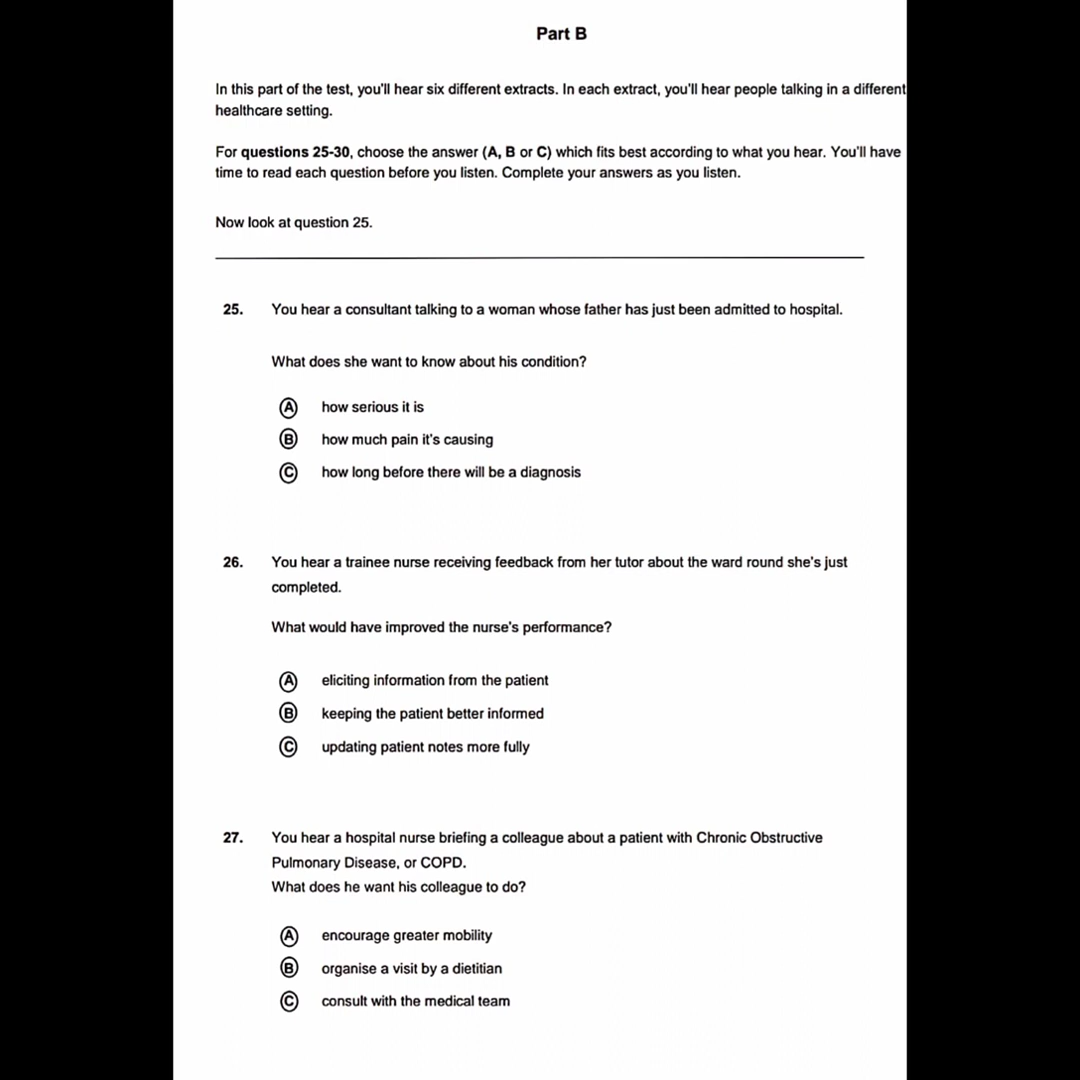 Part B
In this part of the test, you'll hear six different extracts. In each extract, you'll hear people talking in a different
healthcare setting.
For questions 25-30, choose the answer (A, B or C) which fits best according to what you hear. You'll have
time to read each question before you listen. Complete your answers as you listen.
Now look at question 25.
25. You hear a consultant talking to a woman whose father has just been admitted to hospital.
What does she want to know about his condition?
A how serious it is
B how much pain it's causing
C how long before there will be a diagnosis
26. You hear a trainee nurse receiving feedback from her tutor about the ward round she's just
completed.
What would have improved the nurse's performance?
A eliciting information from the patient
B keeping the patient better informed
C updating patient notes more fully
27. You hear a hospital nurse briefing a colleague about a patient with Chronic Obstructive
Pulmonary Disease, or COPD.
What does he want his colleague to do?
A encourage greater mobility
B organise a visit by a dietitian
C consult with the medical team